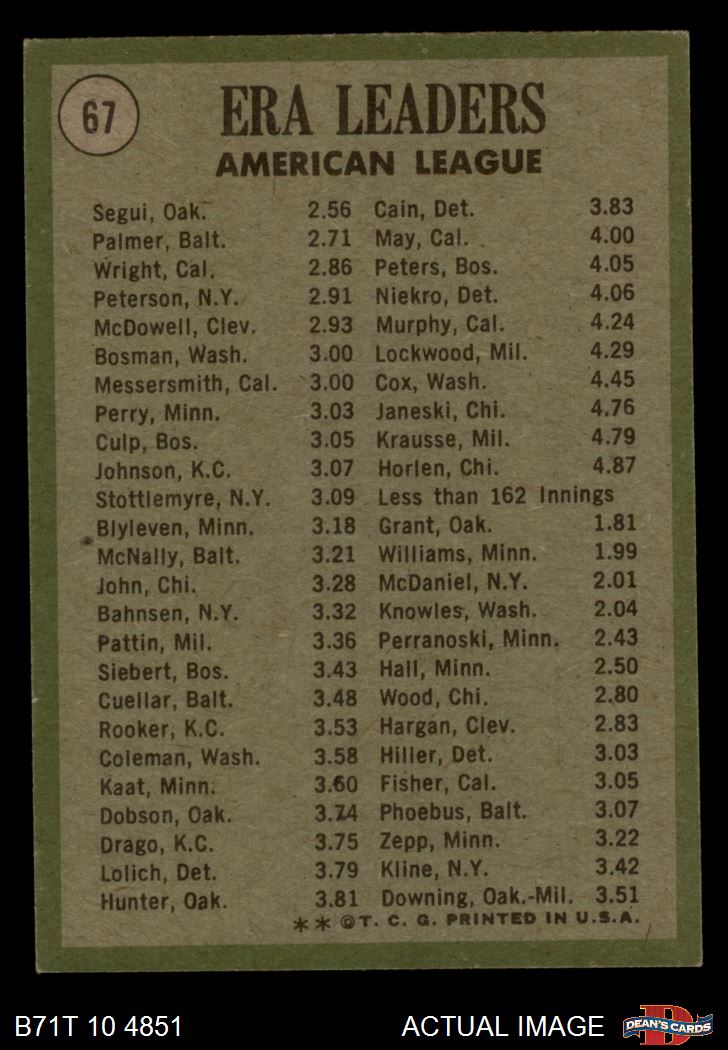 67
ERA LEADERS
AMERICAN LEAGUE
Segui, Oak. 2.56
Palmer, Balt. 2.71
Wright, Cal. 2.86
Peterson, N.Y. 2.91
McDowell, Clev. 2.93
Bosman, Wash. 3.00
Messersmith, Cal. 3.00
Perry, Minn. 3.03
Culp, Bos. 3.05
Johnson, K.C. 3.07
Stottlemyre, N.Y. 3.09
Blyleven, Minn. 3.18
McNally, Balt. 3.21
John, Chi. 3.28
Bahnsen, N.Y. 3.32
Pattin, Mil. 3.36
Siebert, Bos. 3.43
Cuellar, Balt. 3.48
Rooker, K.C. 3.53
Coleman, Wash. 3.58
Kaat, Minn. 3.60
Dobson, Oak. 3.74
Drago, K.C. 3.75
Lolich, Det. 3.79
Hunter, Oak. 3.81
Cain, Det. 3.83
May, Cal. 4.00
Peters, Bos. 4.05
Niekro, Det. 4.06
Murphy, Cal. 4.24
Lockwood, Mil. 4.29
Cox, Wash. 4.45
Janeski, Chi. 4.76
Krausse, Mil. 4.79
Horlen, Chi. 4.87
Less than 162 Innings
Grant, Oak. 1.81
Williams, Minn. 1.99
McDaniel, N.Y. 2.01
Knowles, Wash. 2.04
Perranoski, Minn. 2.43
Hall, Minn. 2.50
Wood, Chi. 2.80
Hargan, Clev. 2.83
Hiller, Det. 3.03
Fisher, Cal. 3.05
Phoebus, Balt. 3.07
Zepp, Minn. 3.22
Kline, N.Y. 3.42
Downing, Oak.-Mil. 3.51
** ©T. C. G. PRINTED IN U.S.A.
B71T 10 4851
ACTUAL IMAGE
D
DEAN'S CARDS